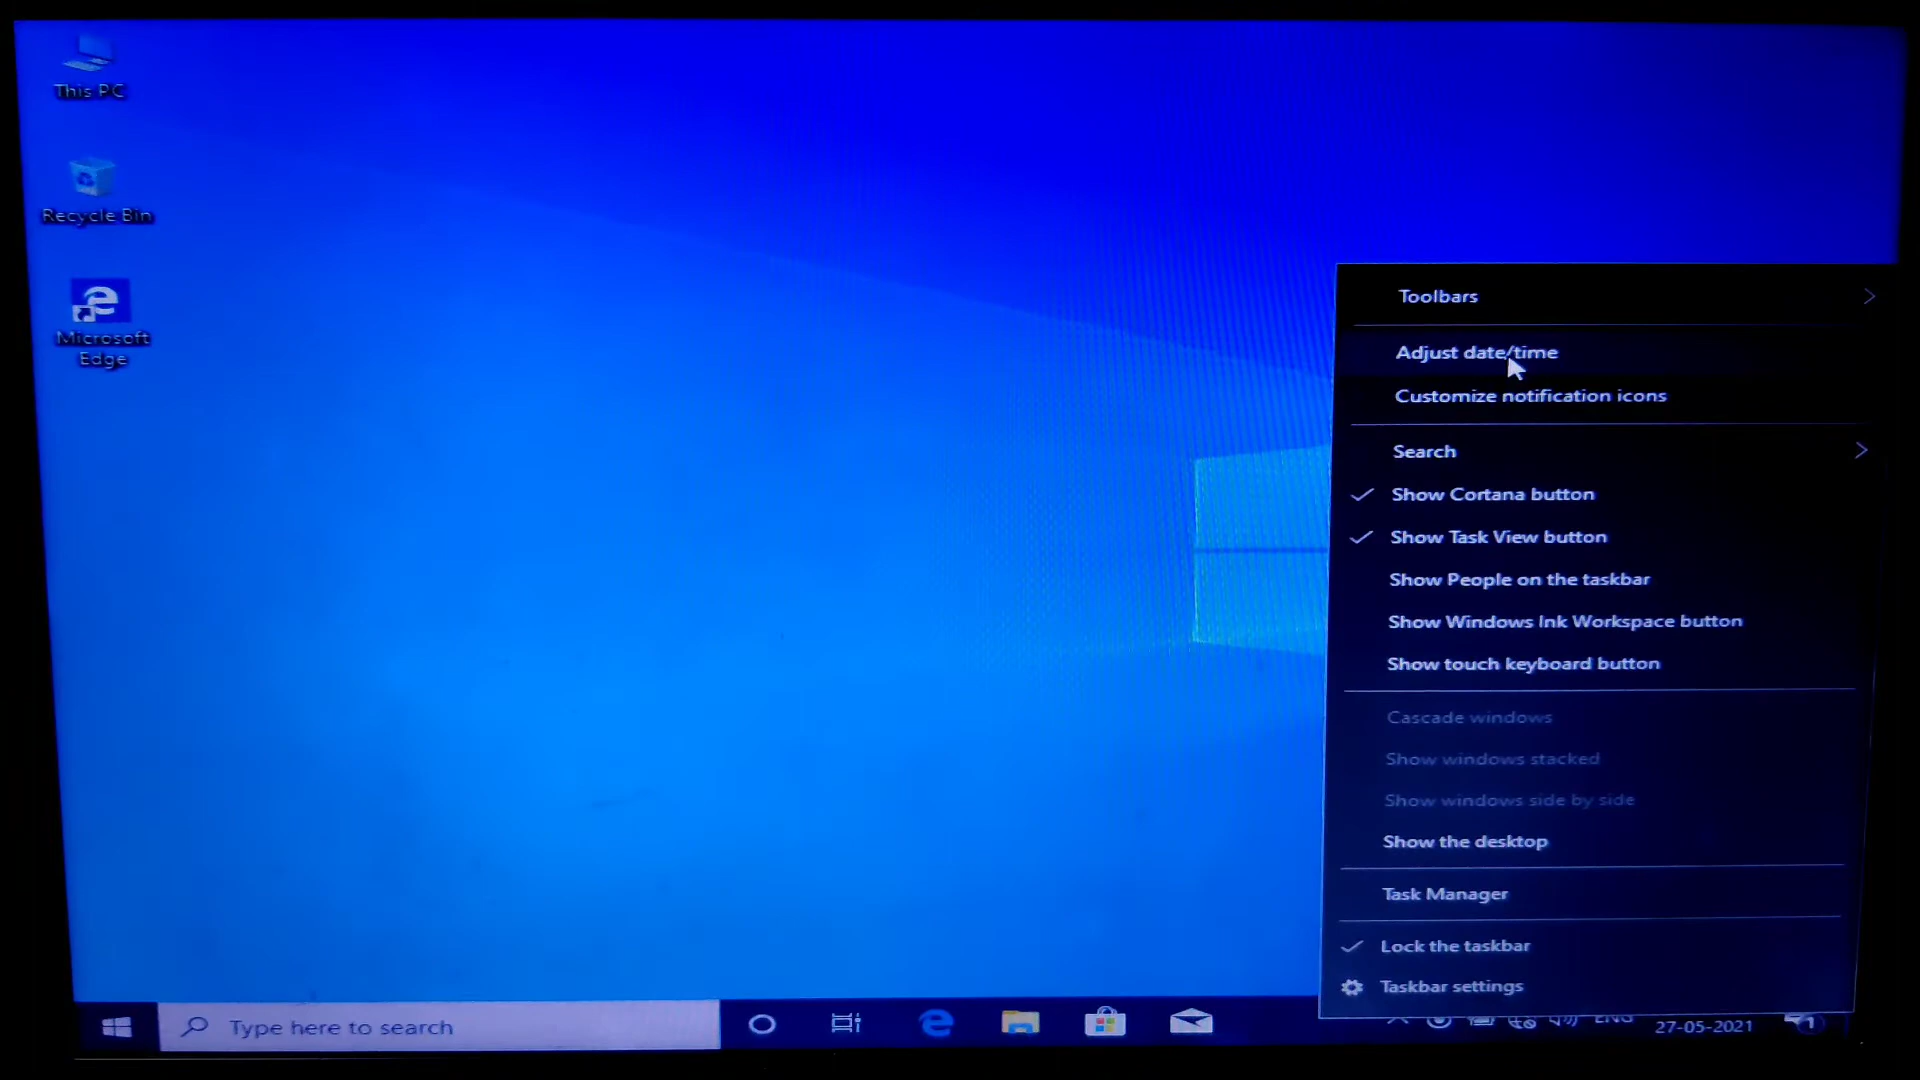 This PC
Recycle Bin
Microsoft
Edge
Toolbars
Adjust date/time
Customize notification icons
Search
Show Cortana button
Show Task View button
Show People on the taskbar
Show Windows Ink Workspace button
Show touch keyboard button
Cascade windows
Show windows stacked
Show windows side by side
Show the desktop
Task Manager
Lock the taskbar
Taskbar settings
Type here to search
ENG
27-05-2021
1